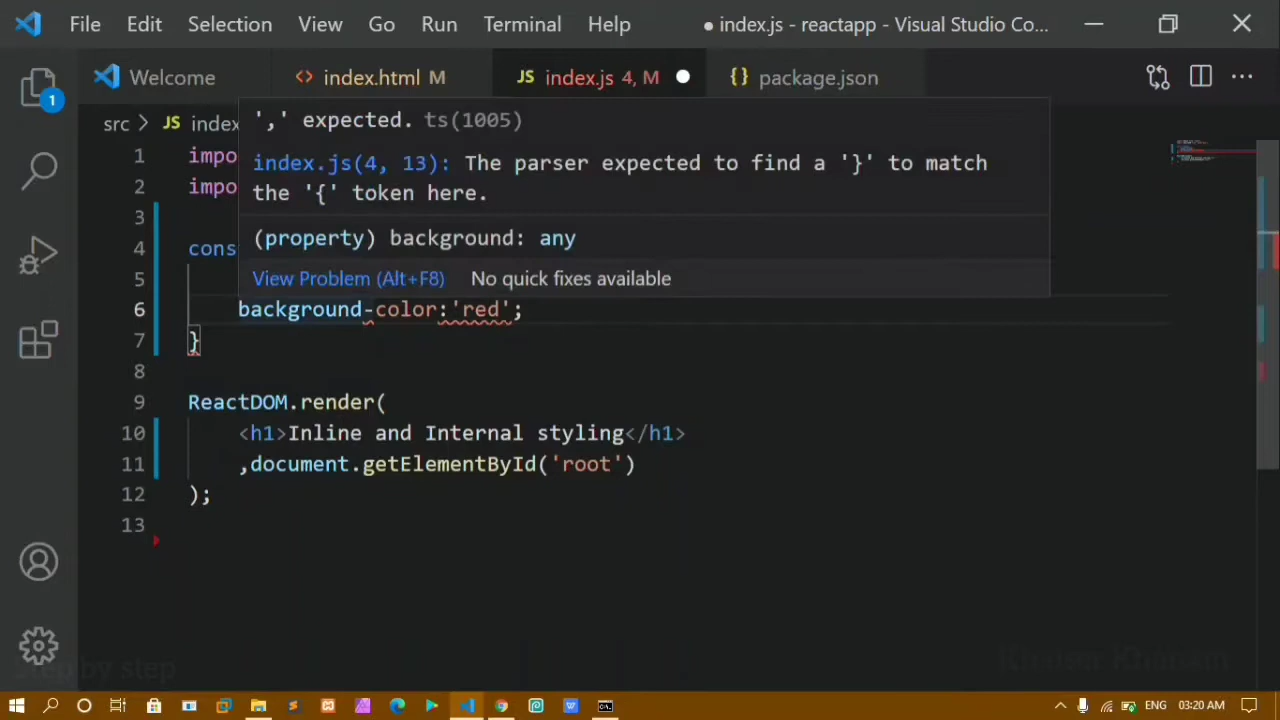 File Edit Selection View Go Run Terminal Help ● index.js - reactapp - Visual Studio Co...
Welcome <> index.html M JS index.js 4, M ● {} package.json ...
1
src > JS index
',' expected. ts(1005)
1 impo
index.js(4, 13): The parser expected to find a '}' to match
2 impo
the '{' token here.
3
4 cons
(property) background: any
5
View Problem (Alt+F8) No quick fixes available
6 background-color:'red';
7 }
8
9 ReactDOM.render(
10 <h1>Inline and Internal styling</h1>
11 ,document.getElementById('root')
12 );
13
Step by step
ENG 03:20 AM